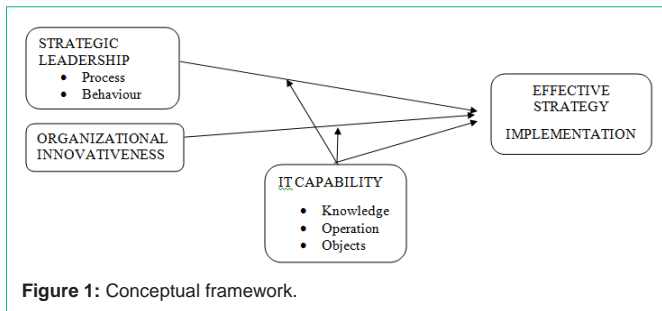 STRATEGIC
LEADERSHIP
• Process
• Behaviour
ORGANIZATIONAL
INNOVATIVENESS
IT CAPABILITY
• Knowledge
• Operation
• Objects
EFFECTIVE
STRATEGY
IMPLEMENTATION
Figure 1: Conceptual framework.